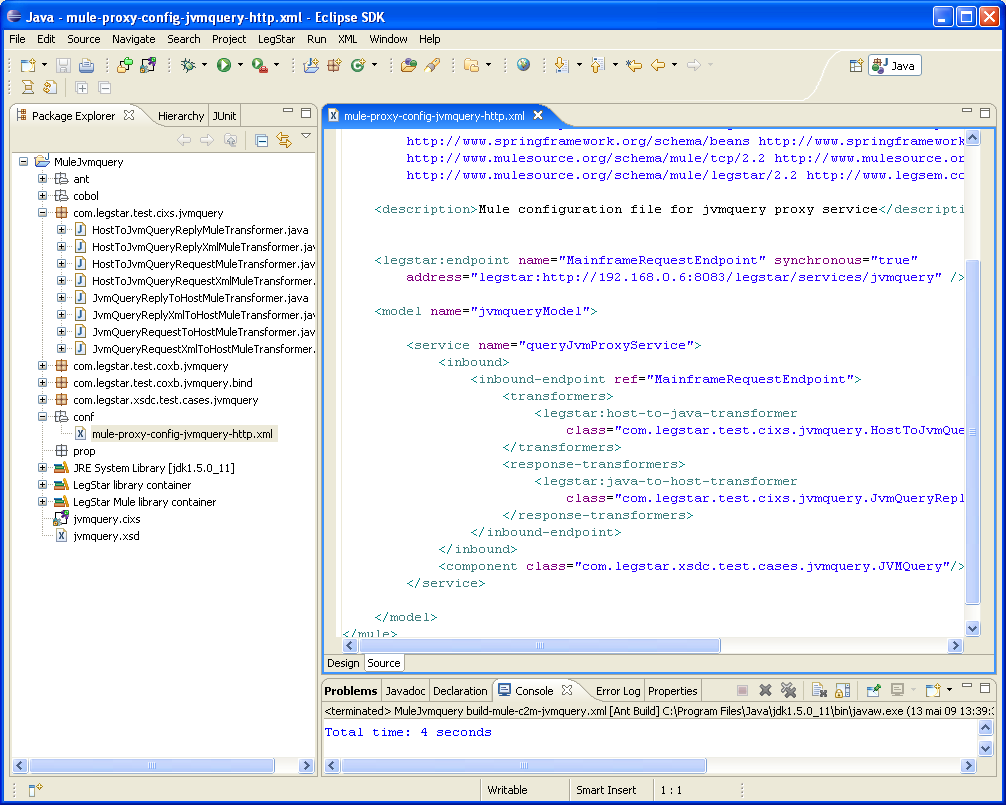 Java - mule-proxy-config-jvmquery-http.xml - Eclipse SDK
File Edit Source Navigate Search Project LegStar Run XML Window Help
Java
Package Explorer Hierarchy JUnit
MuleJvmquery
ant
cobol
com.legstar.test.cixs.jvmquery
HostToJvmQueryReplyMuleTransformer.java
HostToJvmQueryReplyXmlMuleTransformer.jav
HostToJvmQueryRequestMuleTransformer.java
HostToJvmQueryRequestXmlMuleTransformer.
JvmQueryReplyToHostMuleTransformer.java
JvmQueryReplyXmlToHostMuleTransformer.jav
JvmQueryRequestToHostMuleTransformer.java
JvmQueryRequestXmlToHostMuleTransformer.
com.legstar.test.coxb.jvmquery
com.legstar.test.coxb.jvmquery.bind
com.legstar.xsdc.test.cases.jvmquery
conf
mule-proxy-config-jvmquery-http.xml
prop
JRE System Library [jdk1.5.0_11]
LegStar library container
LegStar Mule library container
jvmquery.cixs
jvmquery.xsd
mule-proxy-config-jvmquery-http.xml
http://www.springframework.org/schema/beans http://www.springframework
http://www.mulesource.org/schema/mule/tcp/2.2 http://www.mulesource.or
http://www.mulesource.org/schema/mule/legstar/2.2 http://www.legsem.co
<description>Mule configuration file for jvmquery proxy service</descripti
<legstar:endpoint name="MainframeRequestEndpoint" synchronous="true"
address="legstar:http://192.168.0.6:8083/legstar/services/jvmquery" />
<model name="jvmqueryModel">
<service name="queryJvmProxyService">
<inbound>
<inbound-endpoint ref="MainframeRequestEndpoint">
<transformers>
<legstar:host-to-java-transformer
class="com.legstar.test.cixs.jvmquery.HostToJvmQue
</transformers>
<response-transformers>
<legstar:java-to-host-transformer
class="com.legstar.test.cixs.jvmquery.JvmQueryRepl
</response-transformers>
</inbound-endpoint>
</inbound>
<component class="com.legstar.xsdc.test.cases.jvmquery.JVMQuery"/>
</service>
</model>
</mule>
Design Source
Problems Javadoc Declaration Console Error Log Properties
<terminated> MuleJvmquery build-mule-c2m-jvmquery.xml [Ant Build] C:\Program Files\Java\jdk1.5.0_11\bin\javaw.exe (13 mai 09 13:39:3
Total time: 4 seconds
Writable Smart Insert 1 : 1